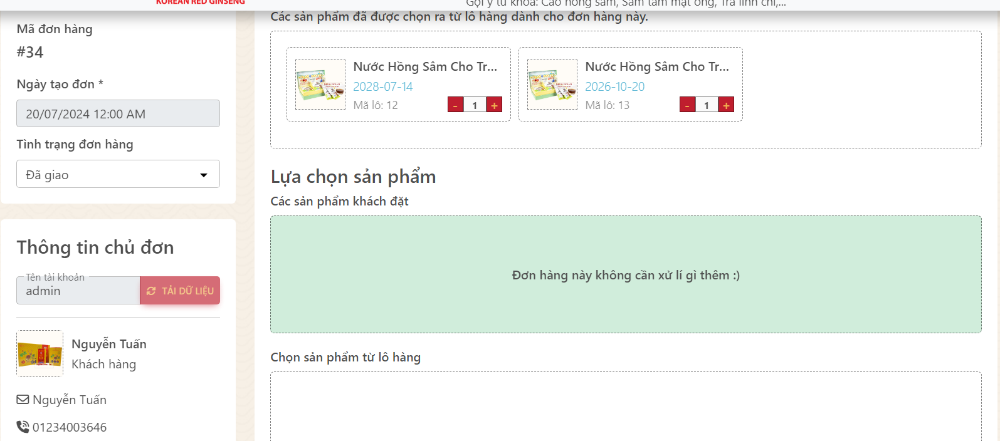 KOREAN RED GINSENG
Gợi ý từ khóa: Cao hồng sâm, Sâm tẩm mật ong, Trà linh chi,...
Mã đơn hàng
#34
Ngày tạo đơn *
20/07/2024 12:00 AM
Tình trạng đơn hàng
Đã giao
Thông tin chủ đơn
Tên tài khoản
admin
TẢI DỮ LIỆU
Nguyễn Tuấn
Khách hàng
Nguyễn Tuấn
01234003646
Các sản phẩm đã được chọn ra từ lô hàng dành cho đơn hàng này.
Nước Hồng Sâm Cho Tr...
2028-07-14
Mã lô: 12
- 1 +
Nước Hồng Sâm Cho Tr...
2026-10-20
Mã lô: 13
- 1 +
Lựa chọn sản phẩm
Các sản phẩm khách đặt
Đơn hàng này không cần xử lí gì thêm :)
Chọn sản phẩm từ lô hàng